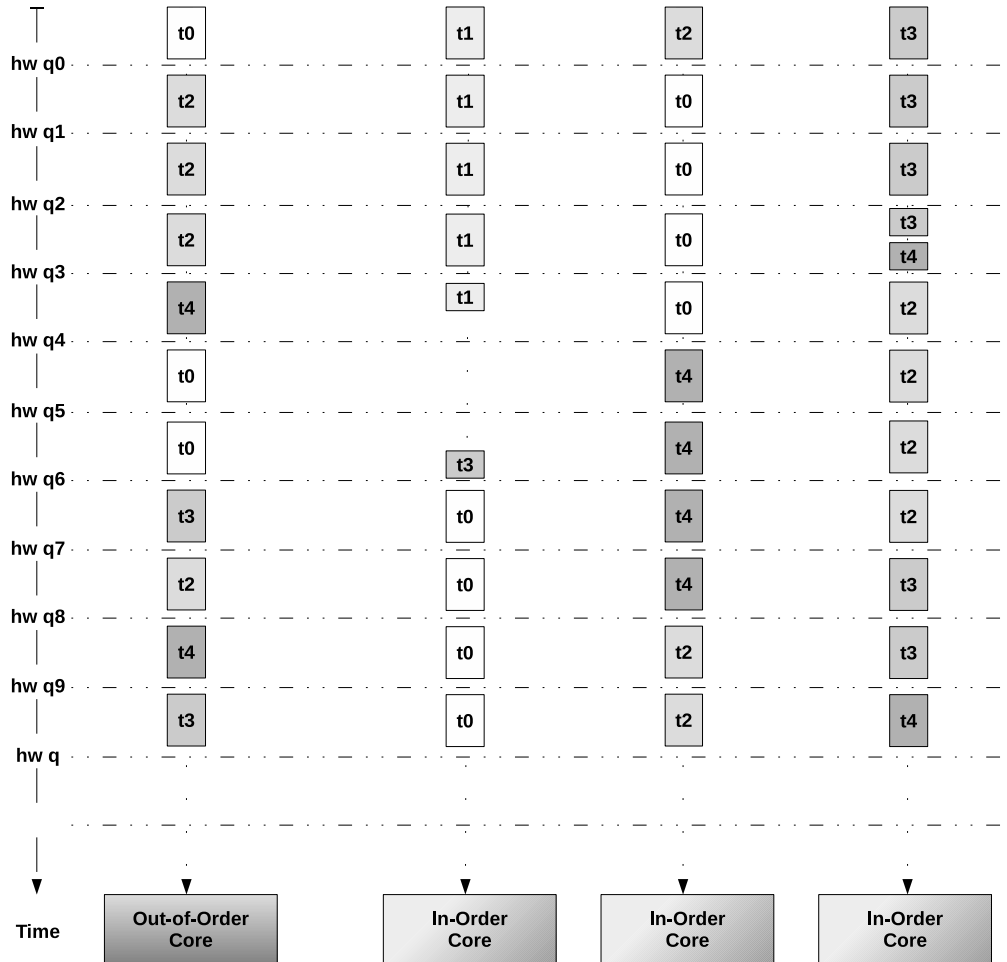 t0 t1 t2 t3
hw q0
t2 t1 t0 t3
hw q1
t2 t1 t0 t3
hw q2
t3
t2 t1 t0
t4
hw q3
t1
t4 t0 t2
hw q4
t0 t4 t2
hw q5
t0 t4 t2
t3
hw q6
t3 t0 t4 t2
hw q7
t2 t0 t4 t3
hw q8
t4 t0 t2 t3
hw q9
t3 t0 t2 t4
hw q
Out-of-Order In-Order In-Order In-Order
Time
Core Core Core Core